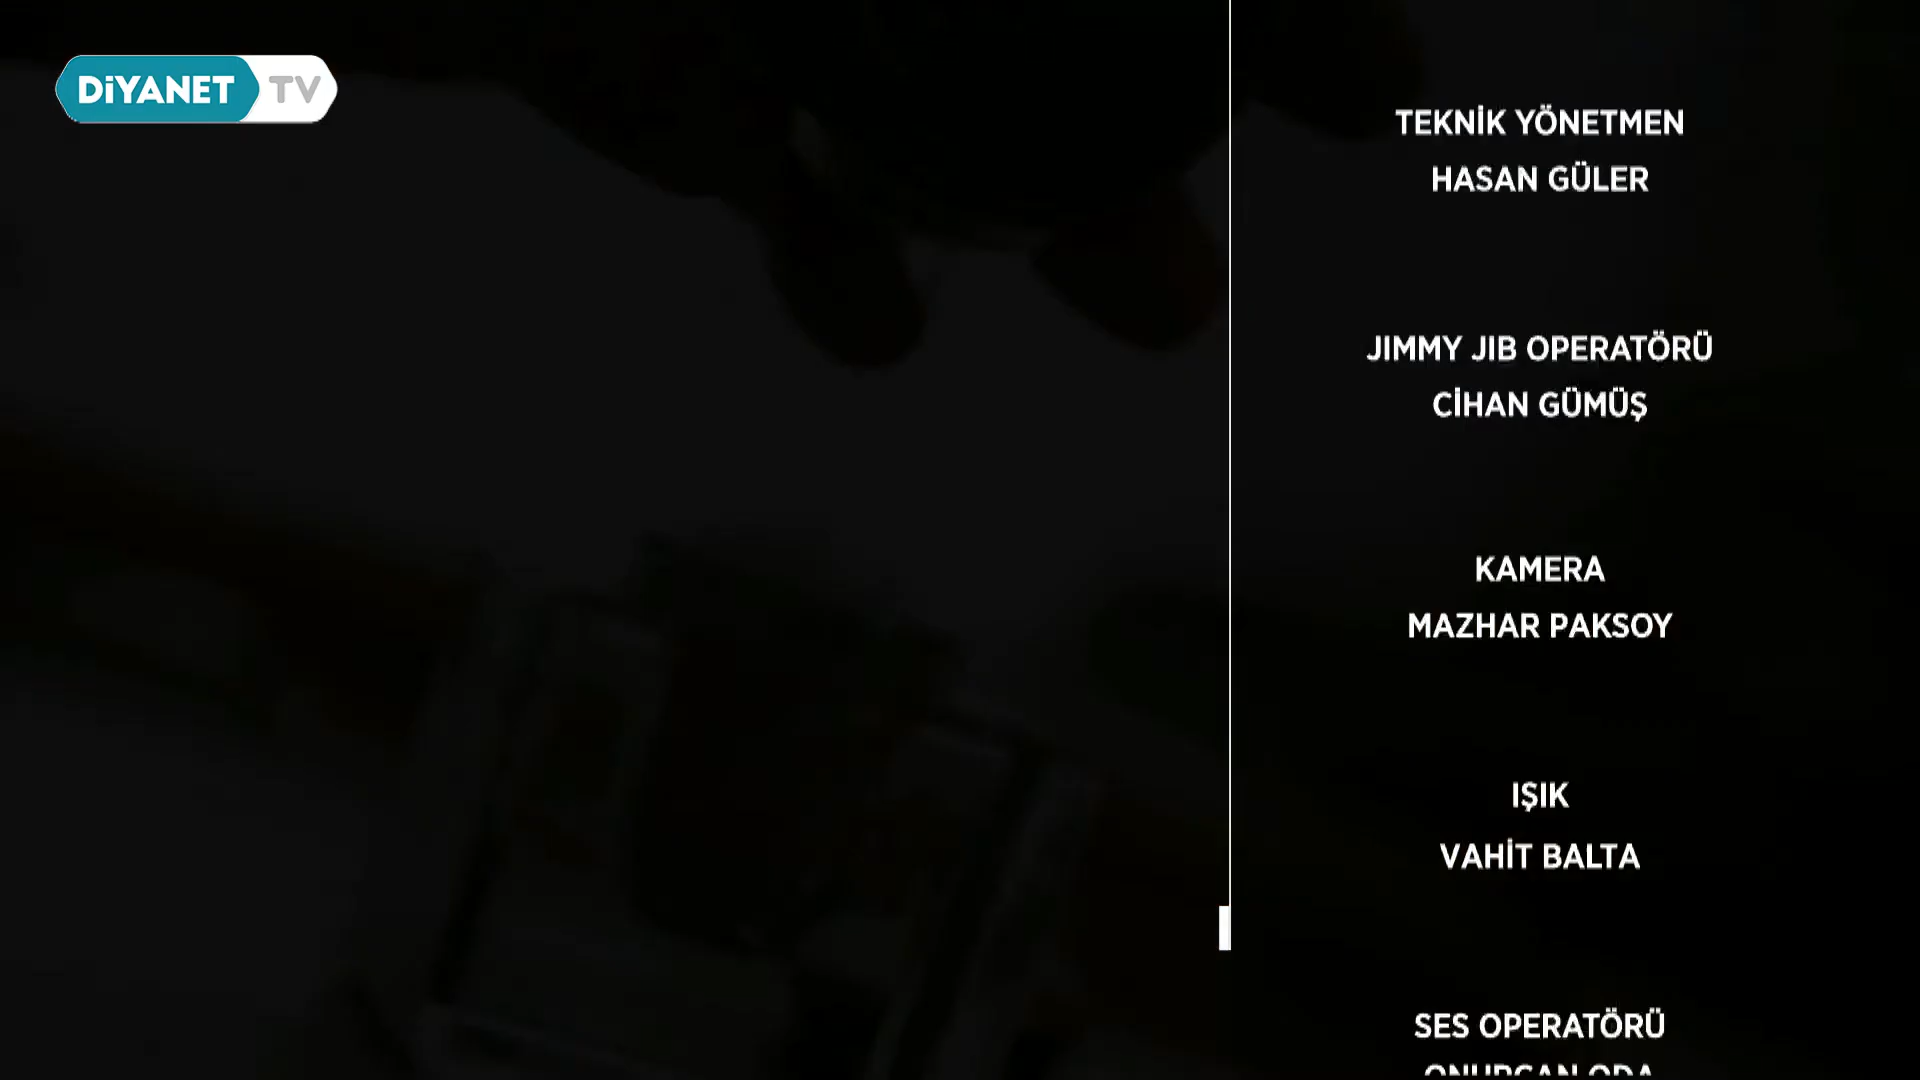 DİYANET TV
TEKNİK YÖNETMEN
HASAN GÜLER
JIMMY JIB OPERATÖRÜ
CİHAN GÜMÜŞ
KAMERA
MAZHAR PAKSOY
IŞIK
VAHİT BALTA
SES OPERATÖRÜ